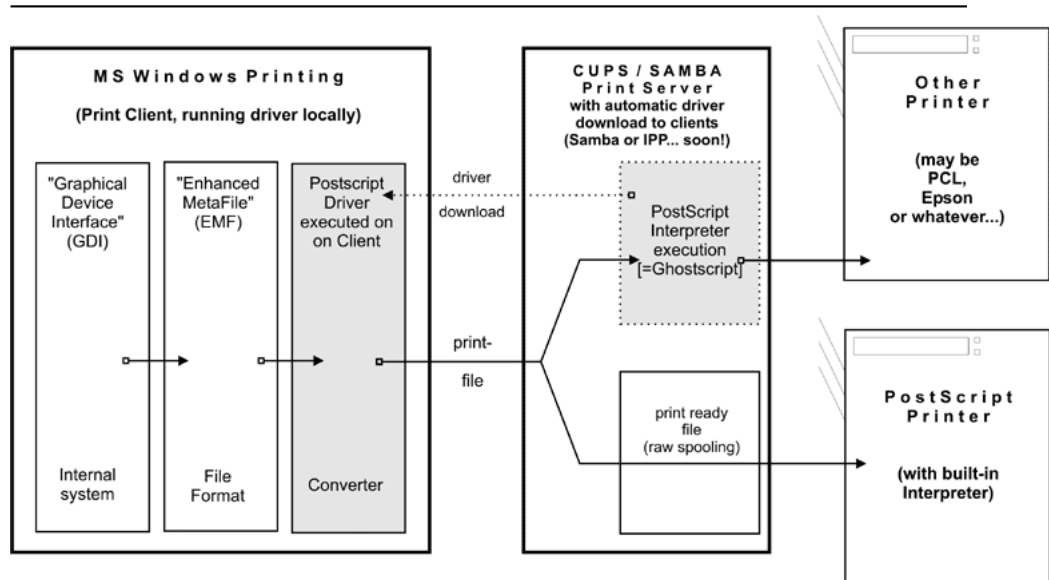 MS Windows Printing
(Print Client, running driver locally)
"Graphical
Device
Interface"
(GDI)
Internal
system
"Enhanced
MetaFile"
(EMF)
File
Format
Postscript
Driver
executed on
on Client
Converter
driver
download
print-
file
CUPS / SAMBA
Print Server
with automatic driver
download to clients
(Samba or IPP... soon!)
PostScript
Interpreter
execution
[=Ghostscript]
print ready
file
(raw spooling)
Other
Printer
(may be
PCL,
Epson
or whatever...)
PostScript
Printer
(with built-in
Interpreter)